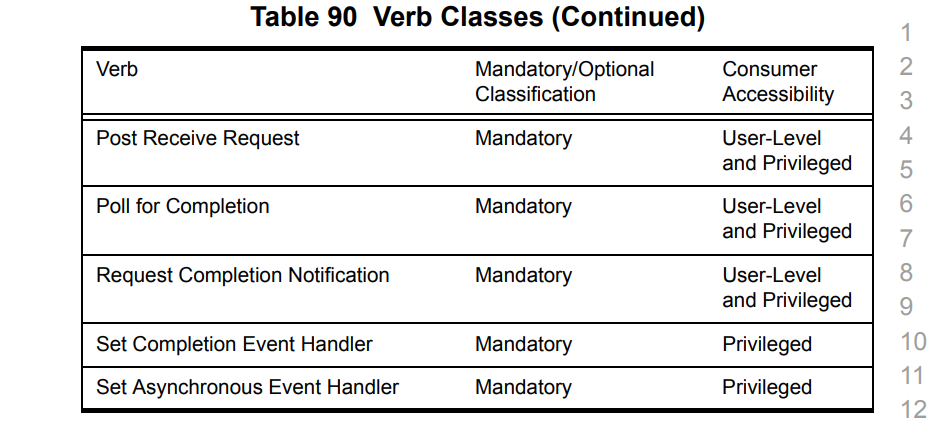 Table 90  Verb Classes (Continued)
Verb
Mandatory/Optional
Classification
Consumer
Accessibility
Post Receive Request
Mandatory
User-Level
and Privileged
Poll for Completion
Mandatory
User-Level
and Privileged
Request Completion Notification
Mandatory
User-Level
and Privileged
Set Completion Event Handler
Mandatory
Privileged
Set Asynchronous Event Handler
Mandatory
Privileged
1
2
3
4
5
6
7
8
9
10
11
12